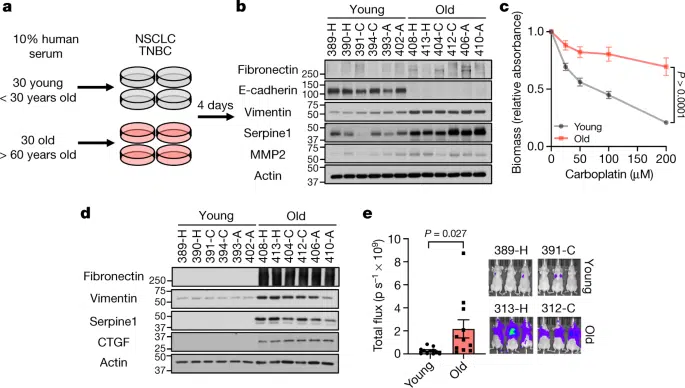 a
10% human
serum
NSCLC
TNBC
30 young
< 30 years old
30 old
> 60 years old
4 days
b
Young
Old
389-H
390-H
391-C
394-C
393-A
402-A
408-H
413-H
404-C
412-C
406-A
410-A
Fibronectin
250
E-cadherin
150
100
Vimentin
75
50
Serpine1
50
37
MMP2
75
50
Actin
50
37
c
Biomass (relative absorbance)
1.0
0.5
0.0
0
50
100
150
200
Carboplatin (μM)
Young
Old
P > 0.0001
d
Young
Old
389-H
390-H
391-C
394-C
393-A
402-A
408-H
413-H
404-C
412-C
406-A
410-A
Fibronectin
250
Vimentin
75
50
Serpine1
50
37
CTGF
37
25
Actin
50
37
e
Total flux (p s⁻¹ × 10⁹)
10
8
6
4
2
0
P = 0.027
Young
Old
389-H
391-C
Young
313-H
312-C
Old